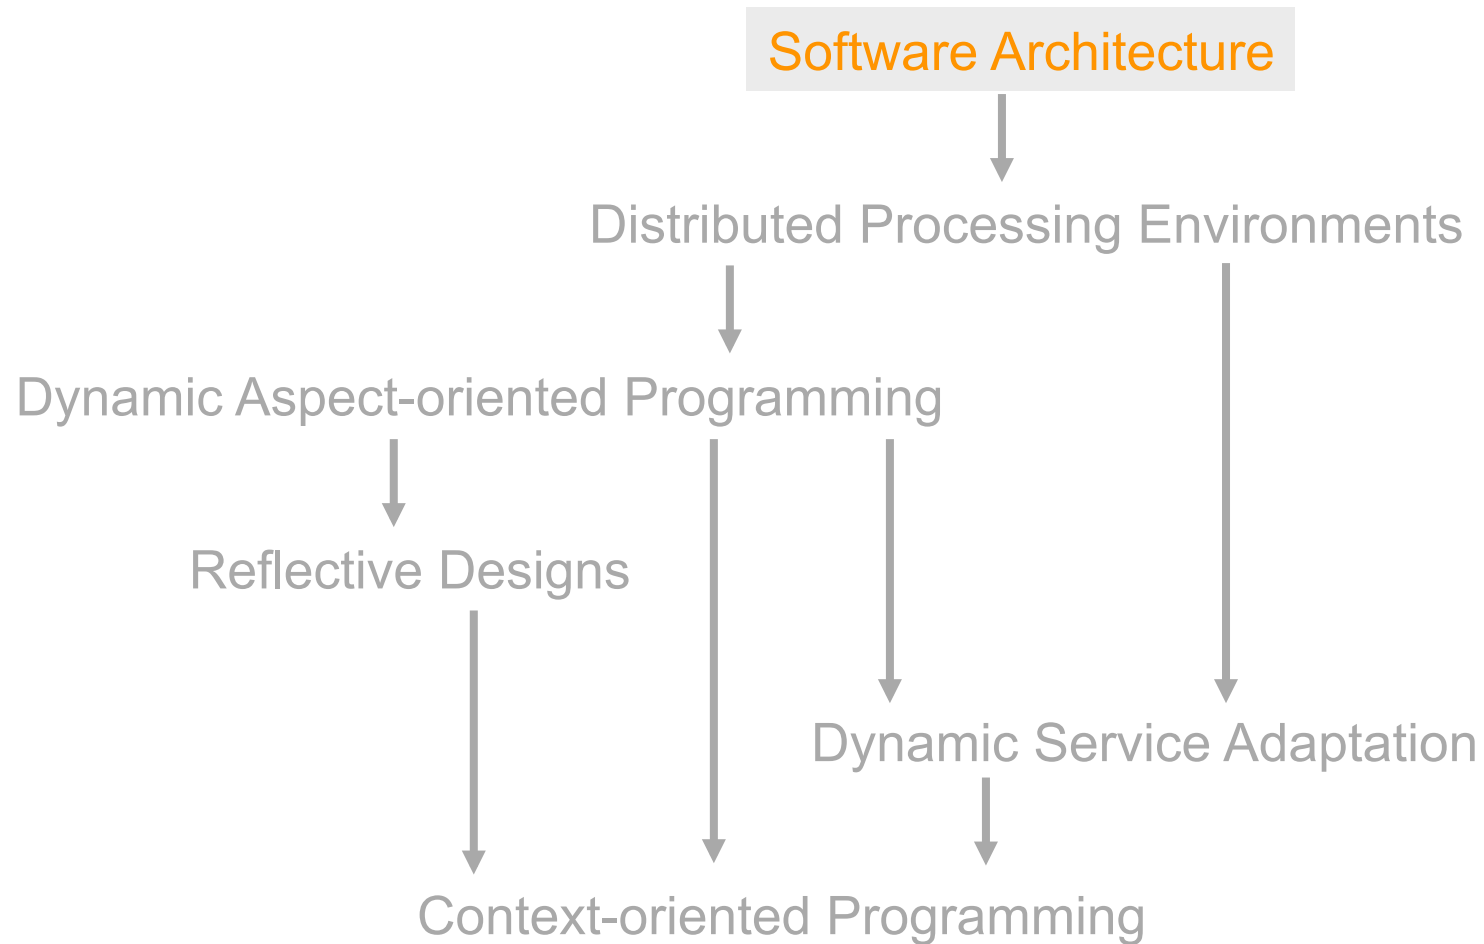 Software Architecture
Distributed Processing Environments
Dynamic Aspect-oriented Programming
Reflective Designs
Dynamic Service Adaptation
Context-oriented Programming